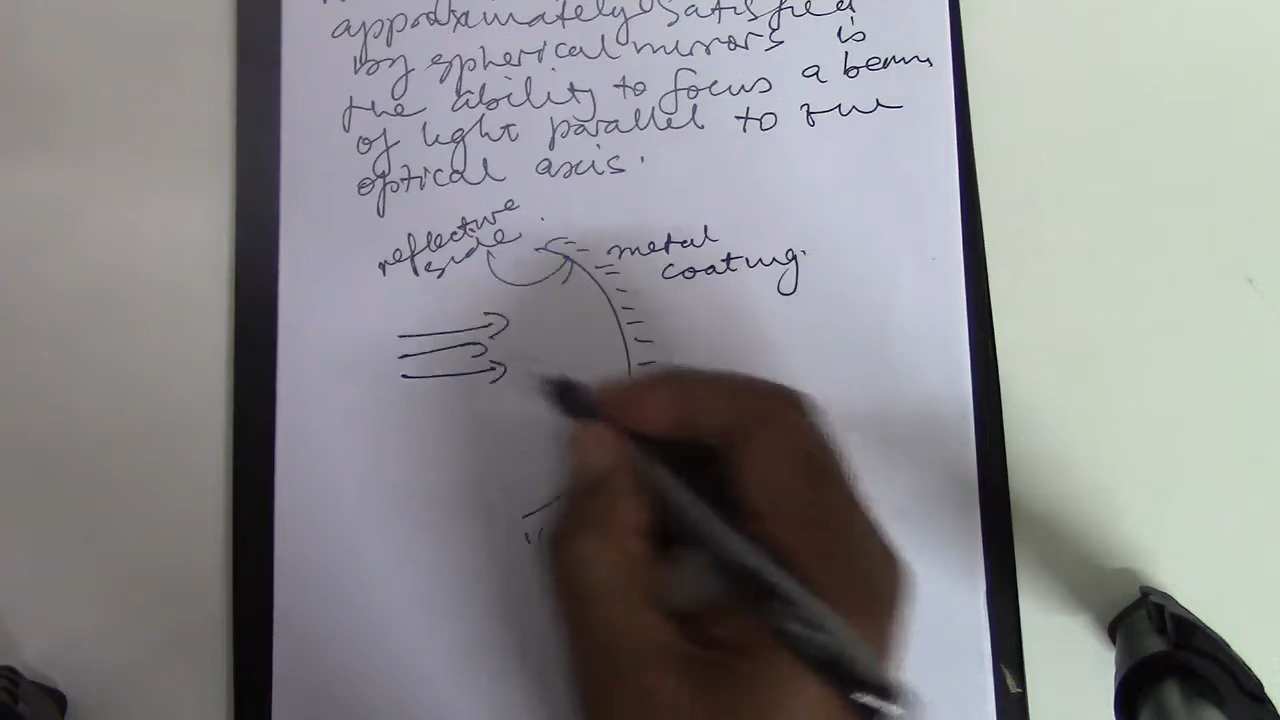 approximately satisfied
by spherical mirrors is
the ability to focus a beam
of light parallel to the
optical axis.
reflective
side
metal
coating.